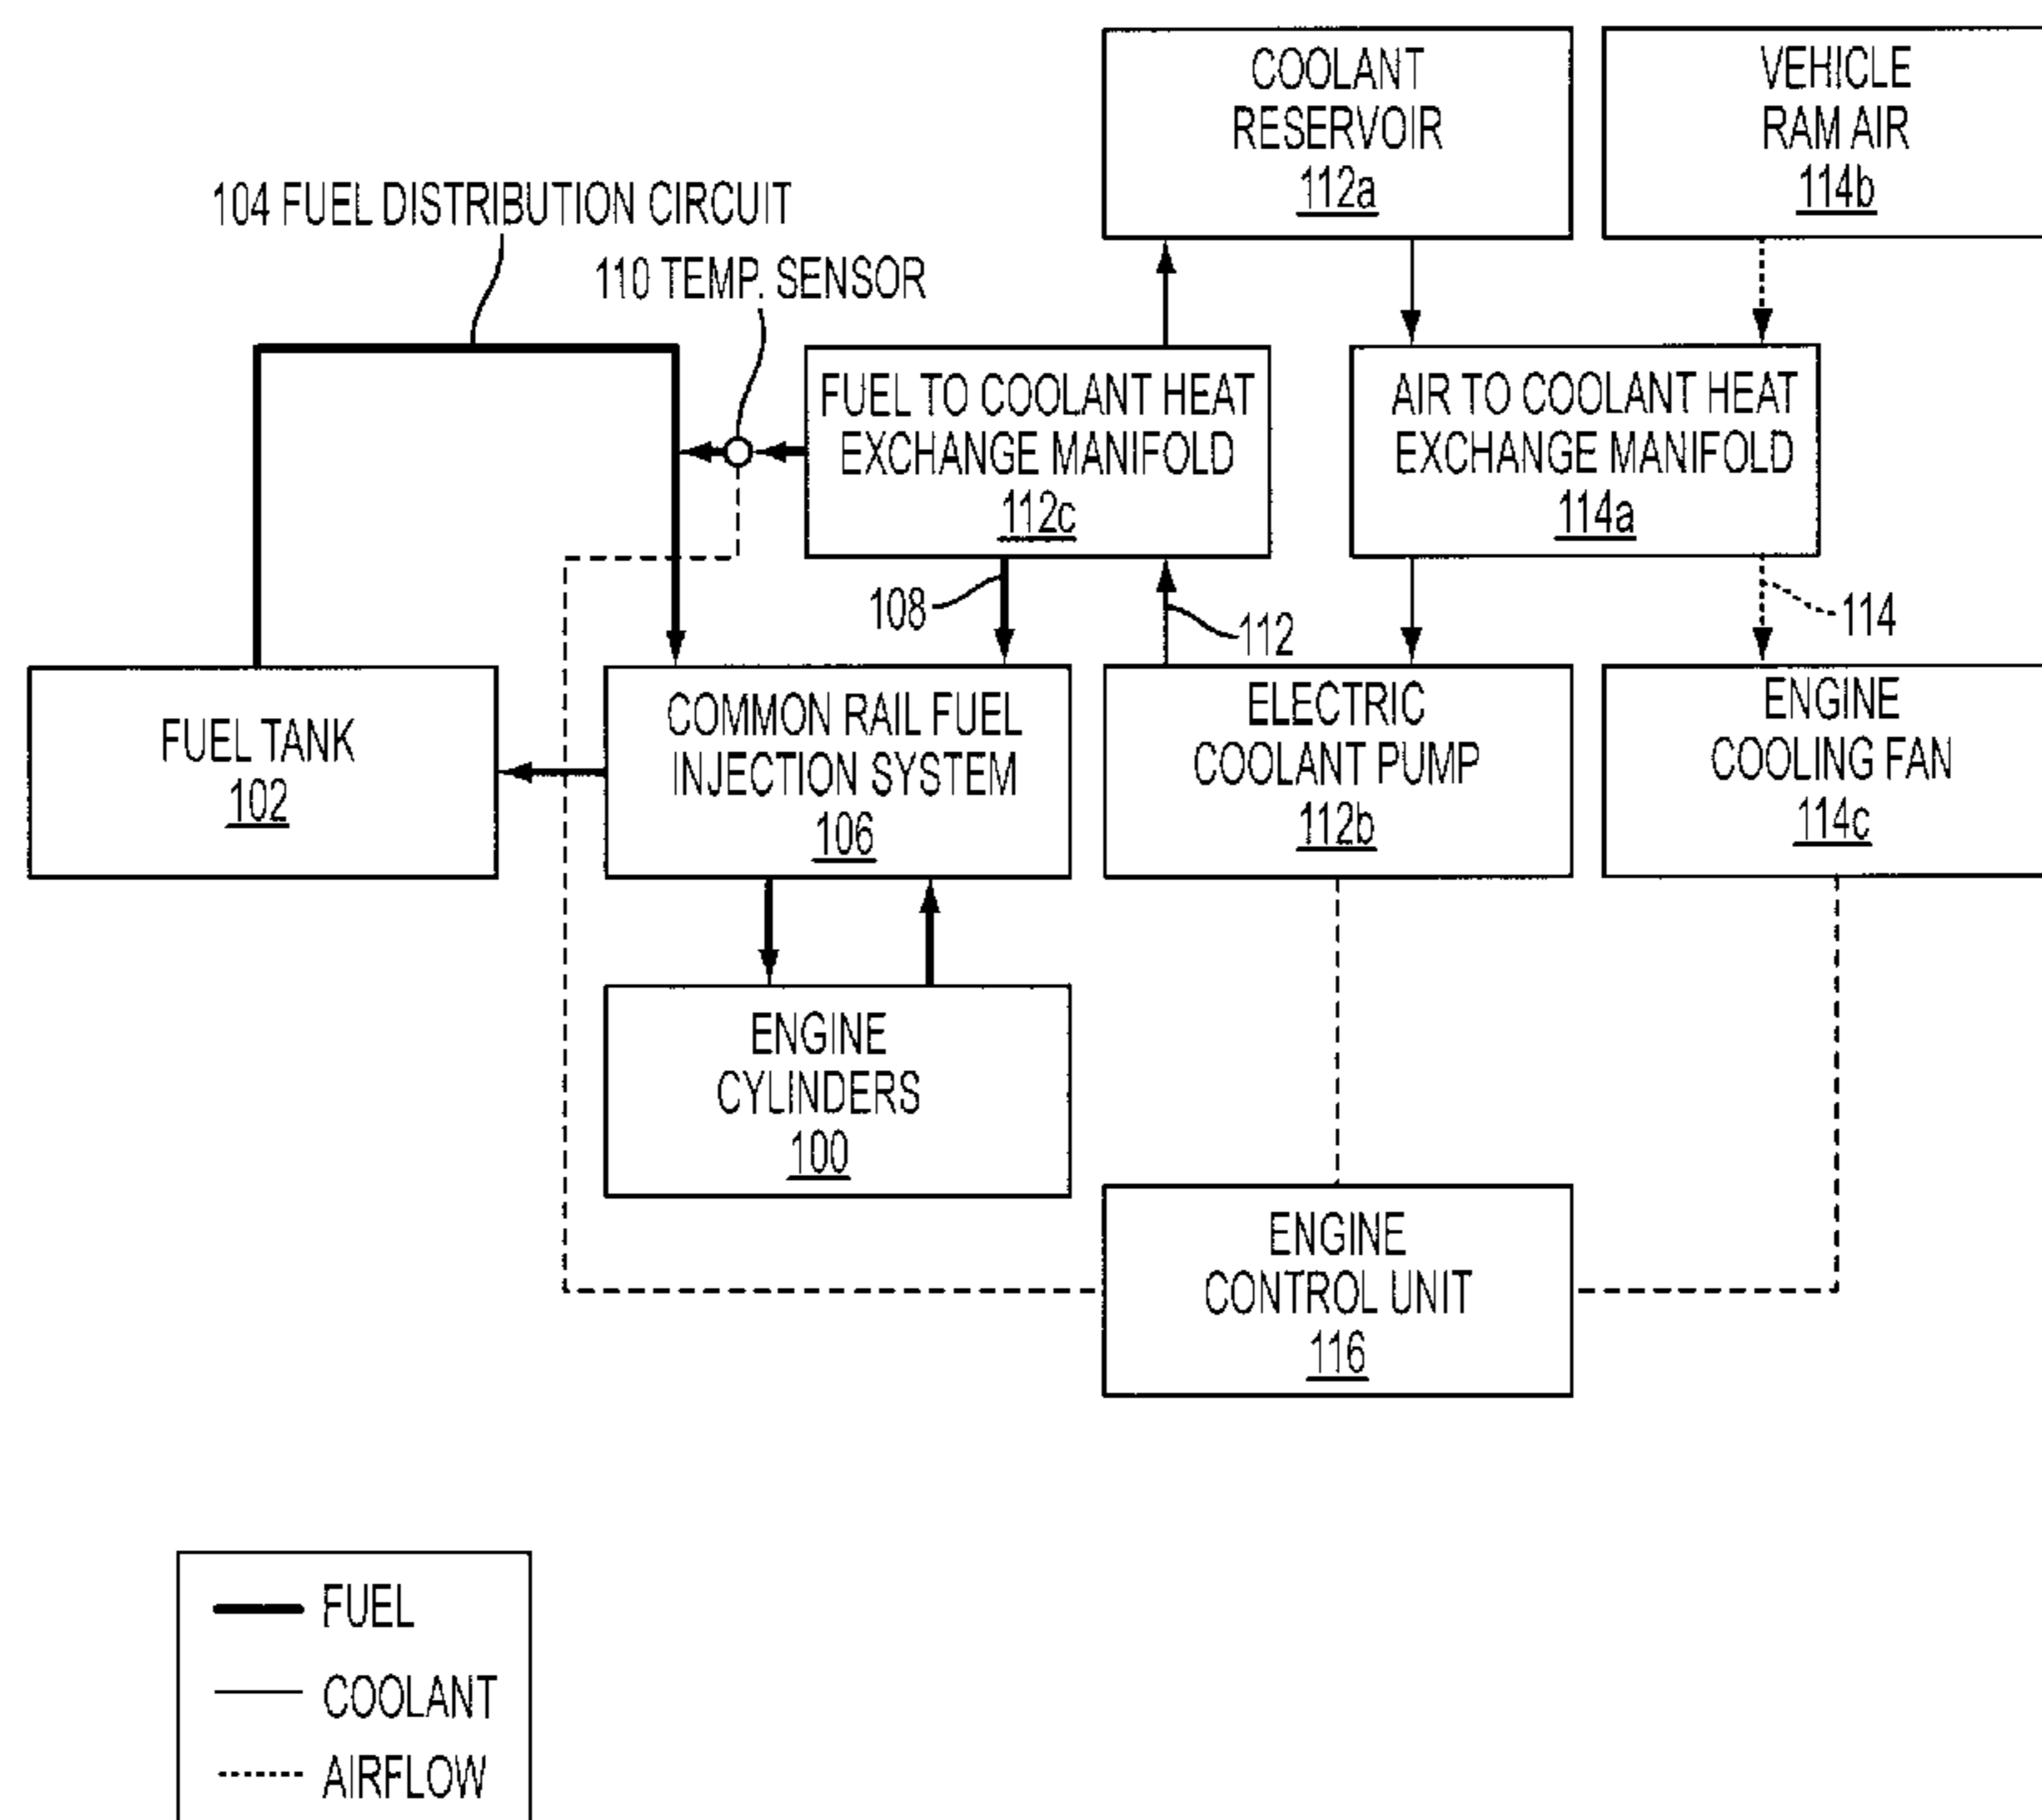 COOLANT
RESERVOIR
112a
VEHICLE
RAM AIR
114b
104 FUEL DISTRIBUTION CIRCUIT
110 TEMP. SENSOR
FUEL TO COOLANT HEAT
EXCHANGE MANIFOLD
112c
AIR TO COOLANT HEAT
EXCHANGE MANIFOLD
114a
108
112
114
FUEL TANK
102
COMMON RAIL FUEL
INJECTION SYSTEM
106
ELECTRIC
COOLANT PUMP
112b
ENGINE
COOLING FAN
114c
ENGINE
CYLINDERS
100
ENGINE
CONTROL UNIT
116
FUEL
COOLANT
AIRFLOW